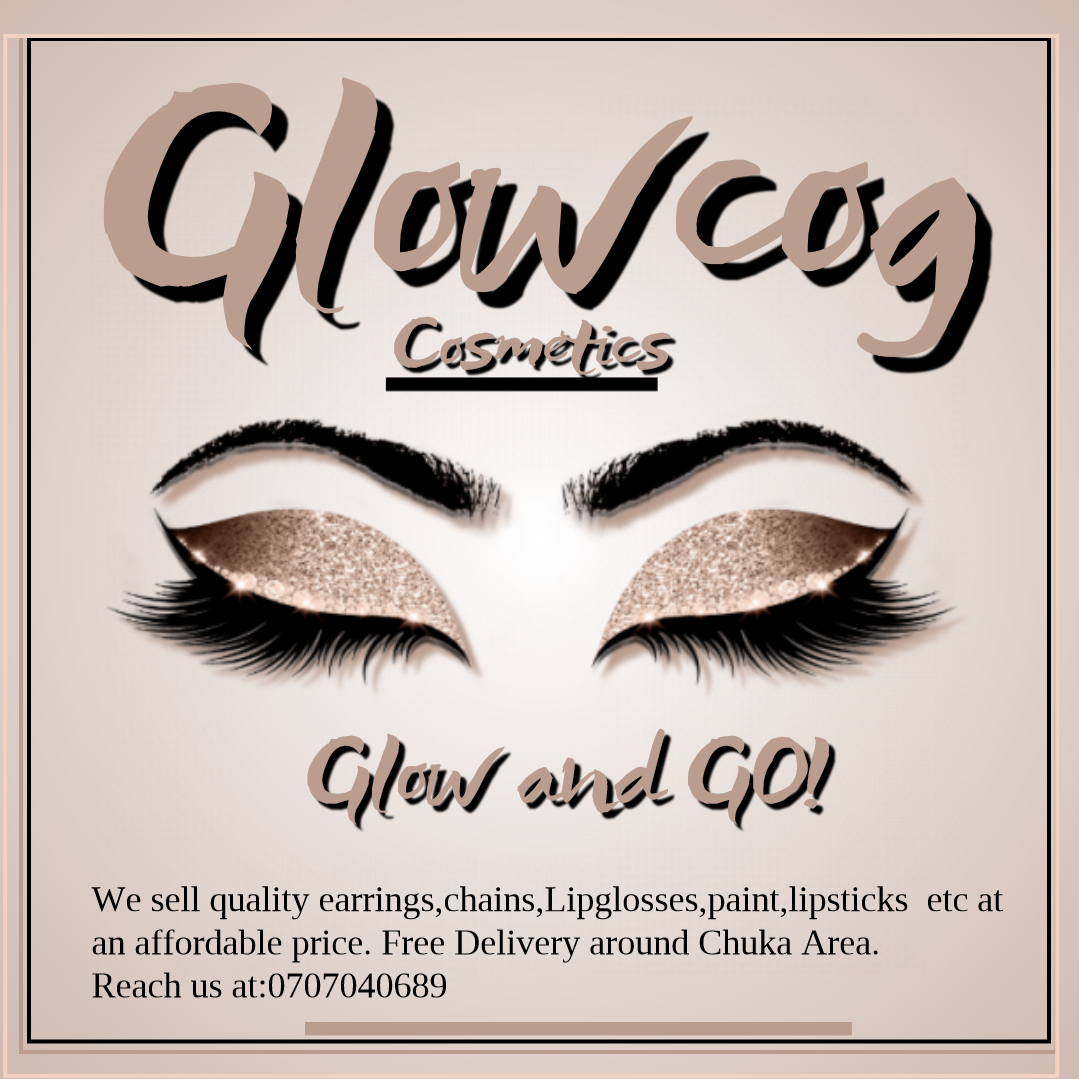 Glowcog
Cosmetics
Glow and GO!
We sell quality earrings,chains,Lipglosses,paint,lipsticks  etc at
an affordable price. Free Delivery around Chuka Area.
Reach us at:0707040689